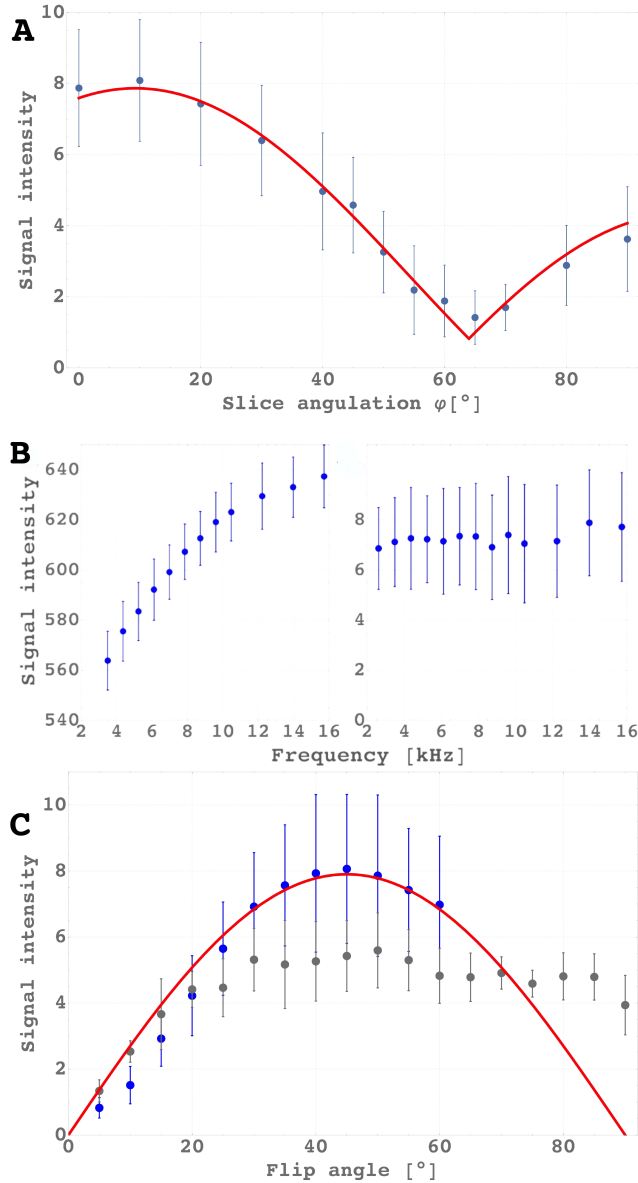 A
10
8
6
4
2
0
Signal intensity
0 20 40 60 80
Slice angulation φ[°]
B
640
620
600
580
560
540
Signal intensity
8
6
4
2
0
2 4 6 8 10 12 14 16 2 4 6 8 10 12 14 16
Frequency [kHz]
C
10
8
6
4
2
0
Signal intensity
0 20 40 60 80
Flip angle [°]